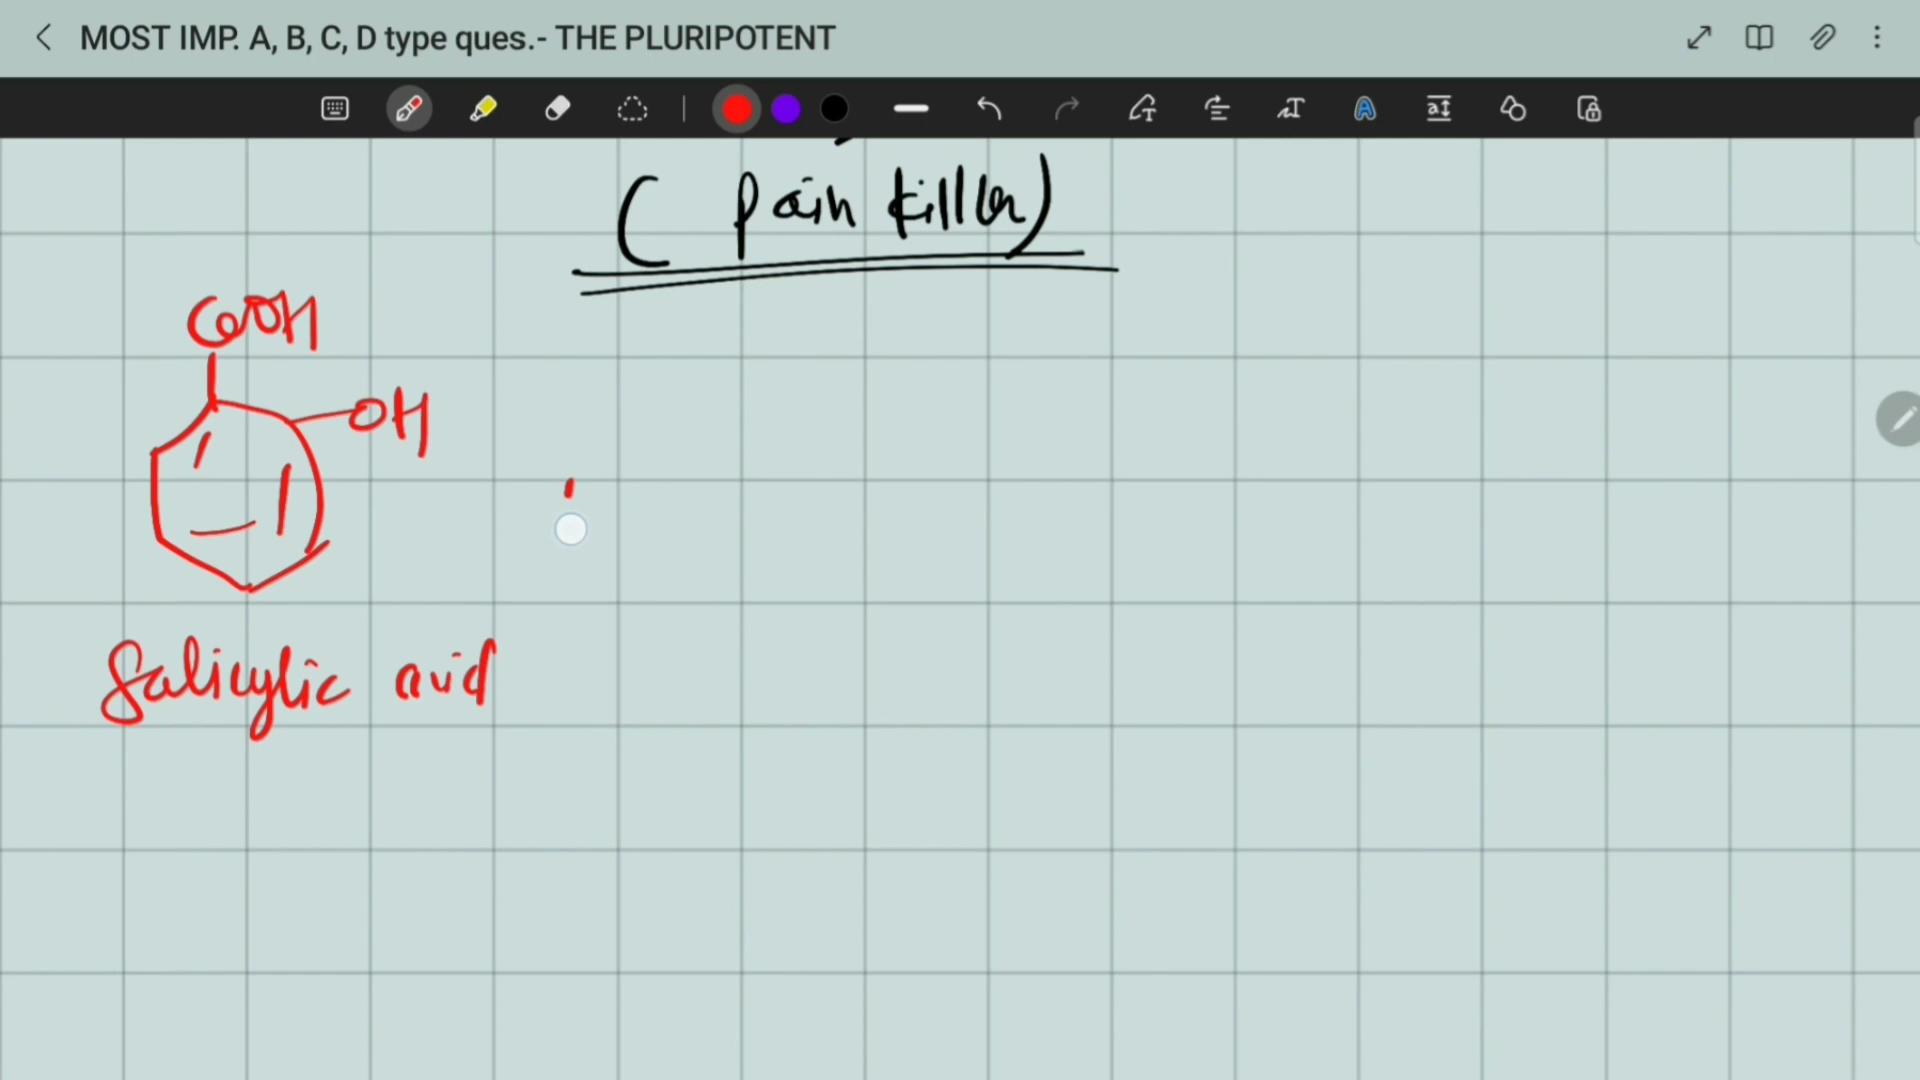 MOST IMP. A, B, C, D type ques.- THE PLURIPOTENT
( Pain killer)
COOH
OH
Salicylic acid